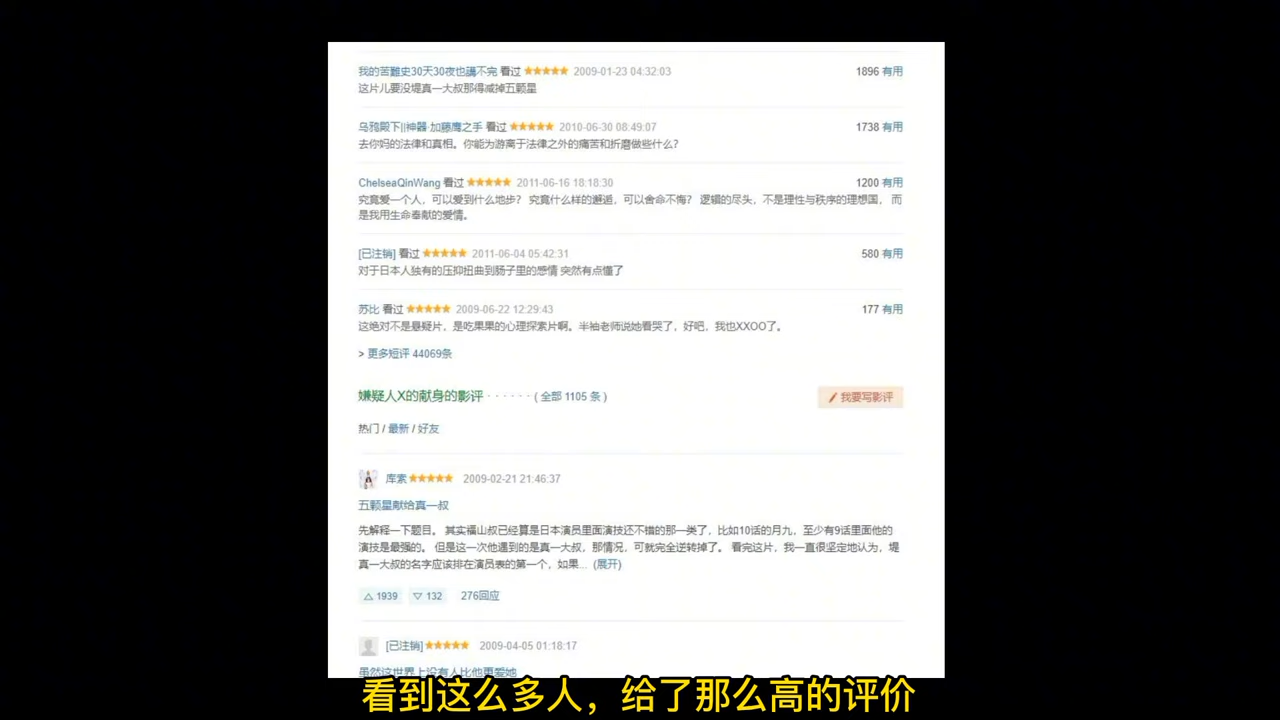 我的苦難史30天30夜也講不完 看过 ★★★★★ 2009-01-23 04:32:03 1896 有用
这片儿要没堤真一大叔那得减掉五颗星
乌鸦殿下||神器·加藤鹰之手 看过 ★★★★★ 2010-06-30 08:49:07 1738 有用
去你妈的法律和真相。你能为游离于法律之外的痛苦和折磨做些什么?
ChelseaQinWang 看过 ★★★★★ 2011-06-16 18:18:30 1200 有用
究竟爱一个人，可以爱到什么地步？ 究竟什么样的邂逅，可以舍命不悔？ 逻辑的尽头，不是理性与秩序的理想国，而
是我用生命奉献的爱情。
[已注销] 看过 ★★★★★ 2011-06-04 05:42:31 580 有用
对于日本人独有的压抑扭曲到肠子里的感情 突然有点懂了
苏比 看过 ★★★★★ 2009-06-22 12:29:43 177 有用
这绝对不是悬疑片，是吃果果的心理探索片啊。半袖老师说她看哭了，好吧，我也XXOO了。
> 更多短评 44069条
嫌疑人X的献身的影评 · · · · · · ( 全部 1105 条 ) 我要写影评
热门 / 最新 / 好友
库索 ★★★★★ 2009-02-21 21:46:37
五颗星献给真一叔
先解释一下题目。 其实福山叔已经算是日本演员里面演技还不错的那一类了，比如10话的月九，至少有9话里面他的
演技是最强的。 但是这一次他遇到的是真一大叔，那情况，可就完全逆转掉了。 看完这片，我一直很坚定地认为，堤
真一大叔的名字应该排在演员表的第一个，如果... (展开)
△ 1939 ▽ 132 276回应
[已注销] ★★★★★ 2009-04-05 01:18:17
虽然这世界上没有人比他更爱她
看到这么多人，给了那么高的评价